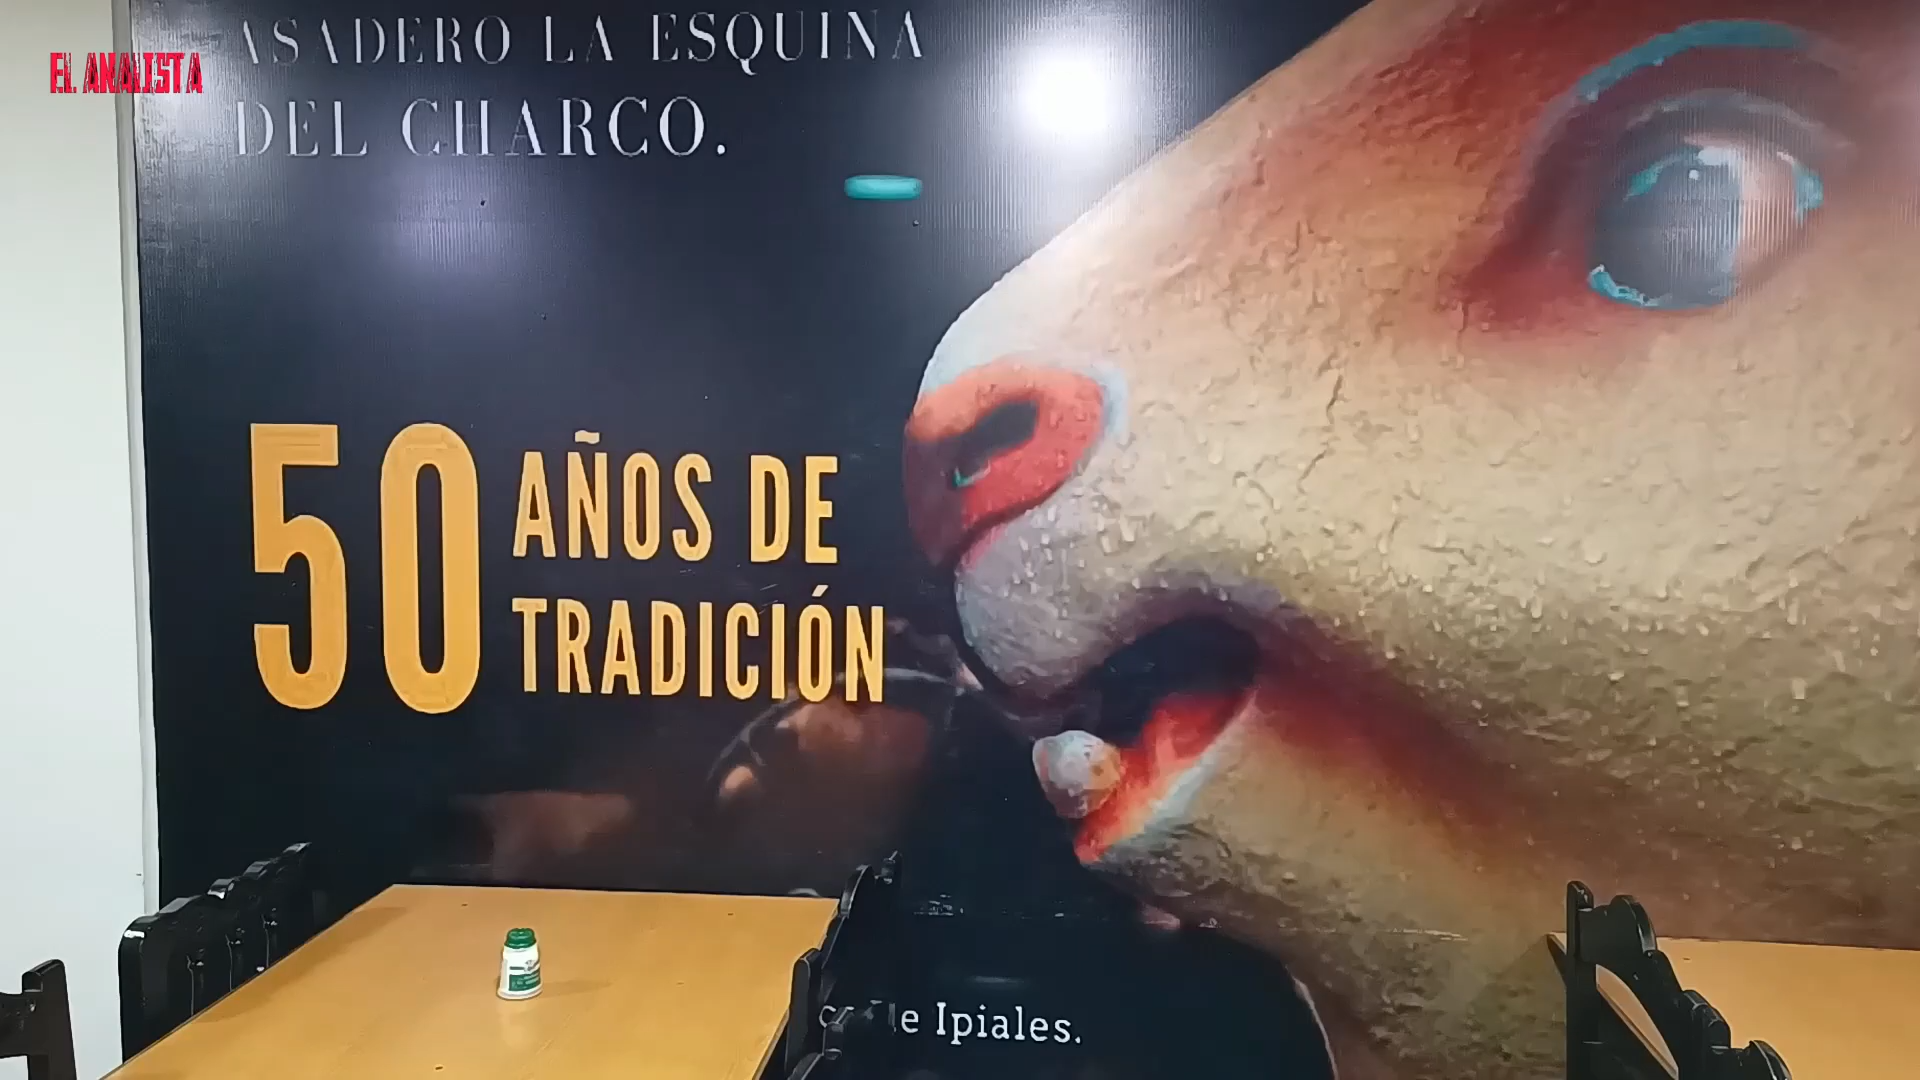 EL ANALISTA
ASADERO LA ESQUINA
DEL CHARCO.
50 AÑOS DE
TRADICIÓN
Ipiales.